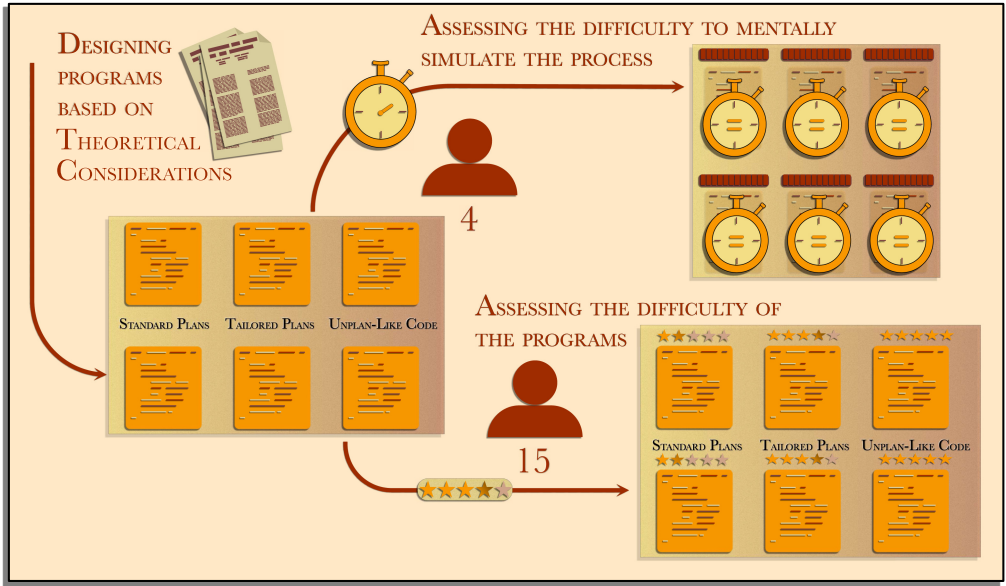 Designing
programs
based on
Theoretical
Considerations
Assessing the difficulty to mentally
simulate the process
4
Standard Plans Tailored Plans Unplan-Like Code
Assessing the difficulty of
the programs
15
Standard Plans Tailored Plans Unplan-Like Code